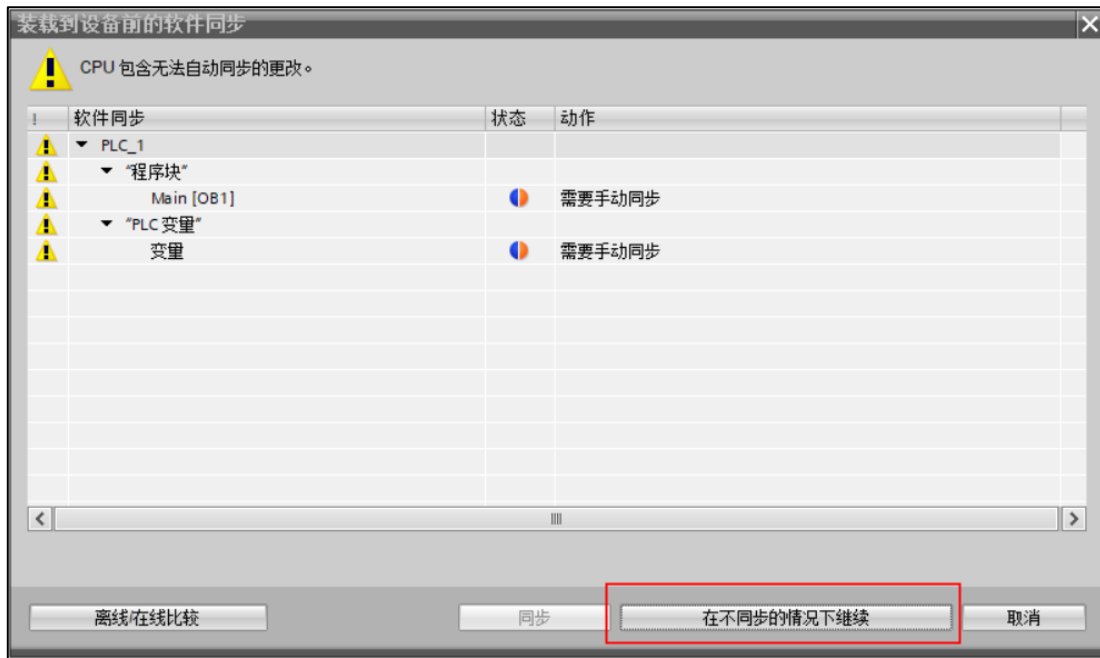 装载到设备前的软件同步
CPU 包含无法自动同步的更改。
! 软件同步 状态 动作
PLC_1
"程序块"
Main [OB1] 需要手动同步
"PLC 变量"
变量 需要手动同步
离线/在线比较 同步 在不同步的情况下继续 取消